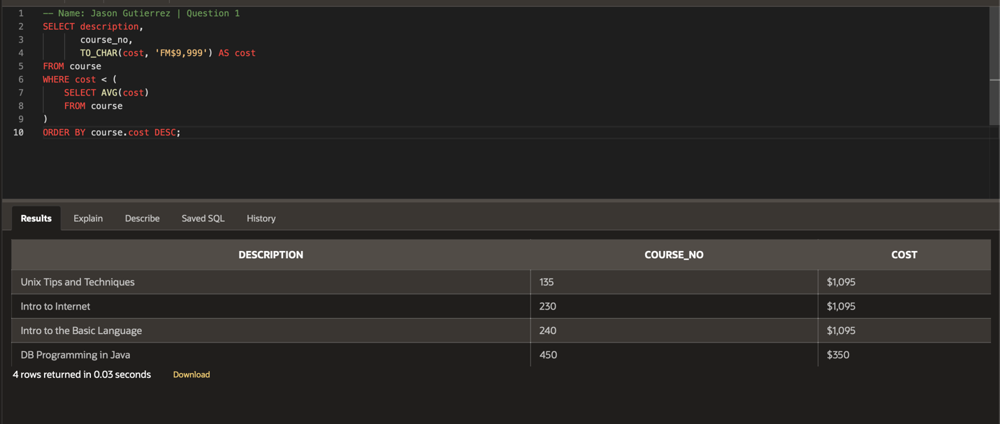 1 -- Name: Jason Gutierrez | Question 1
2 SELECT description,
3 course_no,
4 TO_CHAR(cost, 'FM$9,999') AS cost
5 FROM course
6 WHERE cost < (
7 SELECT AVG(cost)
8 FROM course
9 )
10 ORDER BY course.cost DESC;
Results Explain Describe Saved SQL History
DESCRIPTION COURSE_NO COST
Unix Tips and Techniques 135 $1,095
Intro to Internet 230 $1,095
Intro to the Basic Language 240 $1,095
DB Programming in Java 450 $350
4 rows returned in 0.03 seconds Download